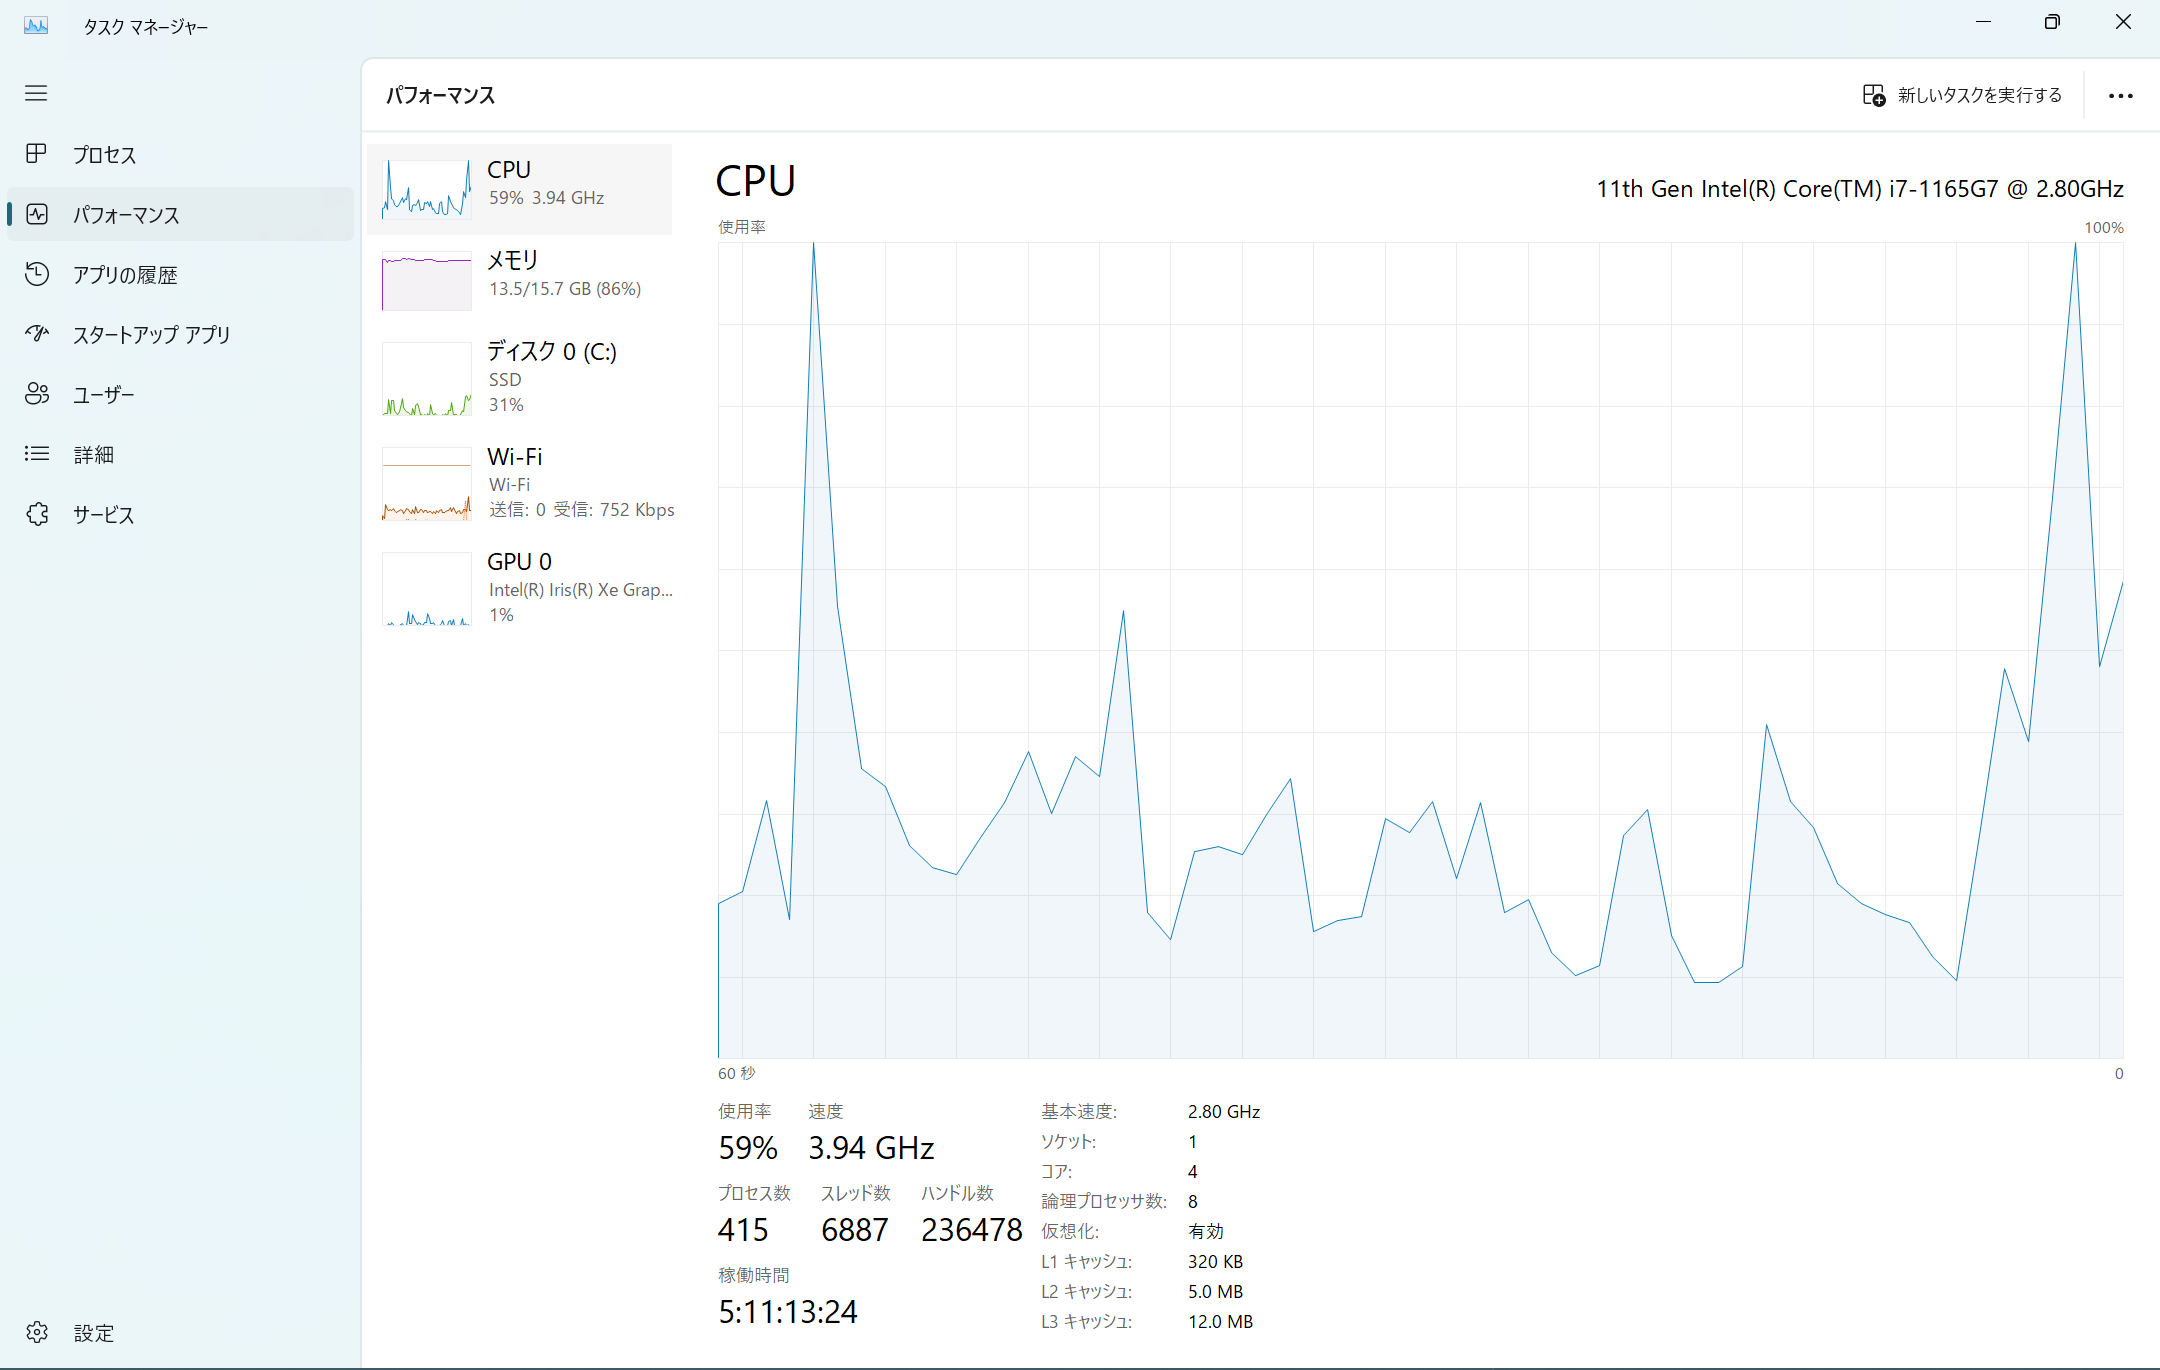 タスク マネージャー
パフォーマンス
新しいタスクを実行する
プロセス
パフォーマンス
アプリの履歴
スタートアップ アプリ
ユーザー
詳細
サービス
設定
CPU
59% 3.94 GHz
メモリ
13.5/15.7 GB (86%)
ディスク 0 (C:)
SSD
31%
Wi-Fi
Wi-Fi
送信: 0 受信: 752 Kbps
GPU 0
Intel(R) Iris(R) Xe Grap...
1%
CPU
11th Gen Intel(R) Core(TM) i7-1165G7 @ 2.80GHz
使用率
100%
60 秒
0
使用率 速度
59% 3.94 GHz
プロセス数 スレッド数 ハンドル数
415 6887 236478
稼働時間
5:11:13:24
基本速度: 2.80 GHz
ソケット: 1
コア: 4
論理プロセッサ数: 8
仮想化: 有効
L1 キャッシュ: 320 KB
L2 キャッシュ: 5.0 MB
L3 キャッシュ: 12.0 MB